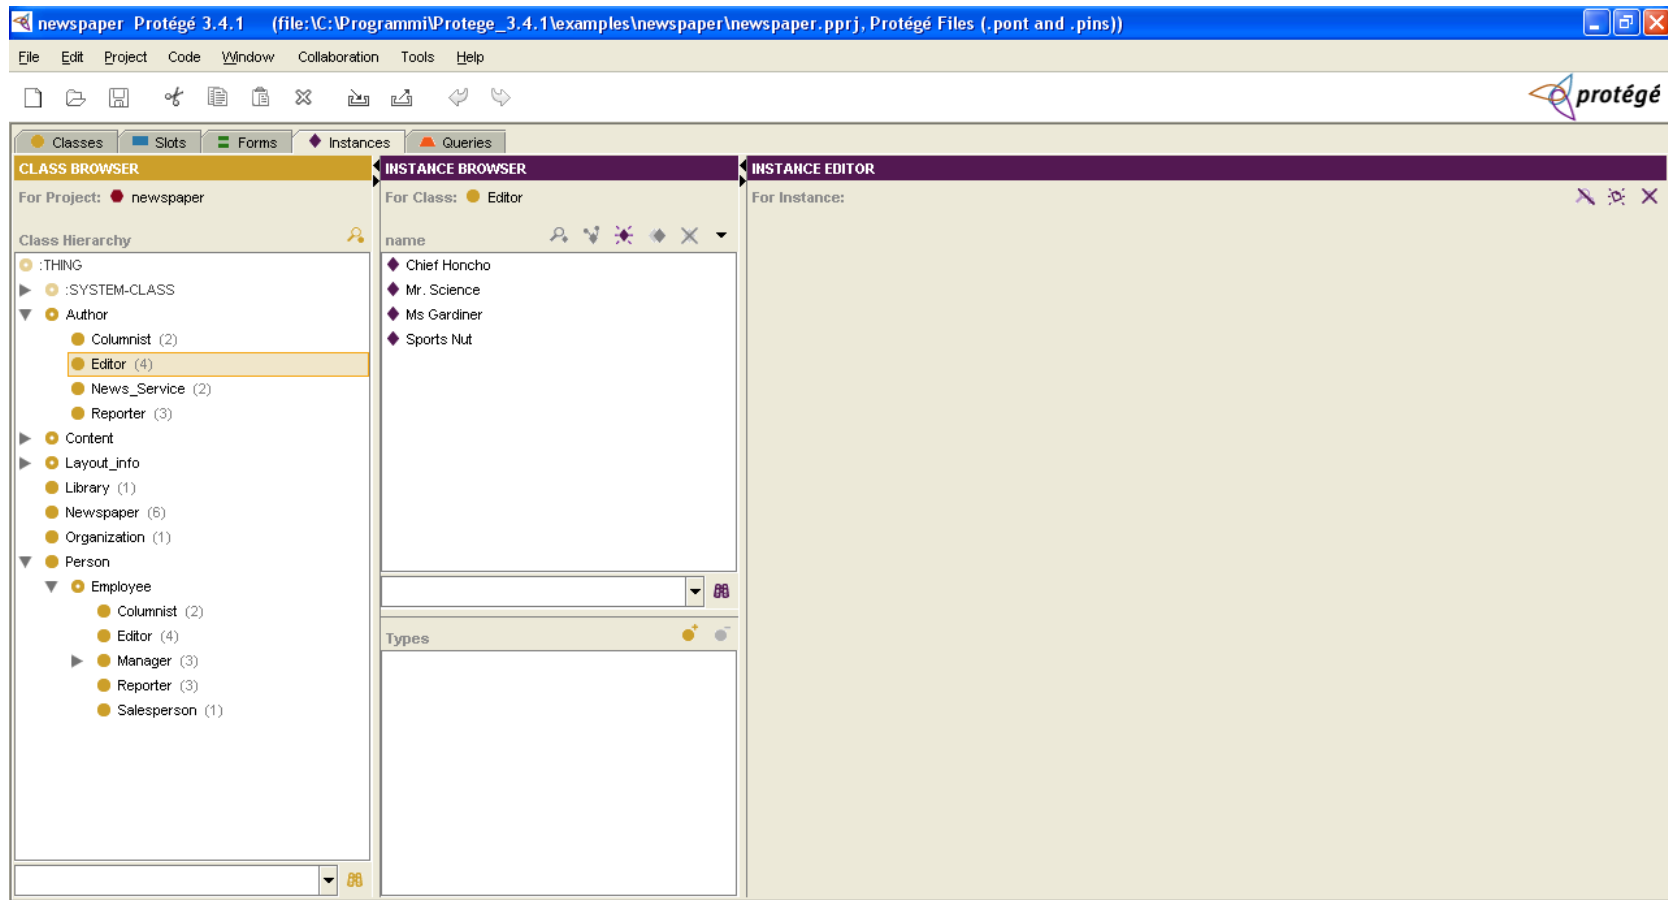 newspaper Protégé 3.4.1 (file:\C:\Programmi\Protege_3.4.1\examples\newspaper\newspaper.pprj, Protégé Files (.pont and .pins))
File Edit Project Code Window Collaboration Tools Help
protégé
Classes Slots Forms Instances Queries
CLASS BROWSER
For Project: newspaper
Class Hierarchy
:THING
:SYSTEM-CLASS
Author
Columnist (2)
Editor (4)
News_Service (2)
Reporter (3)
Content
Layout_info
Library (1)
Newspaper (6)
Organization (1)
Person
Employee
Columnist (2)
Editor (4)
Manager (3)
Reporter (3)
Salesperson (1)
INSTANCE BROWSER
For Class: Editor
name
Chief Honcho
Mr. Science
Ms Gardiner
Sports Nut
Types
INSTANCE EDITOR
For Instance: